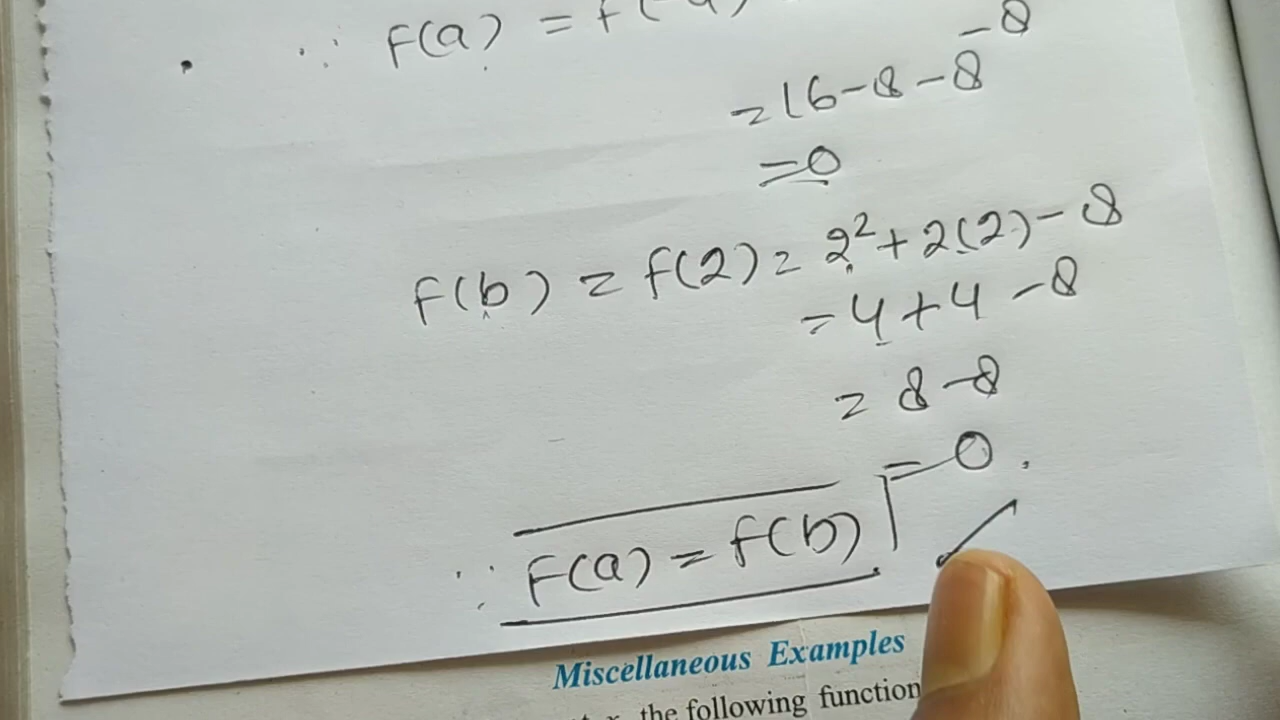 ∵ f(a) = f(
-8
=16-8-8
=0
f(b) = f(2) = 2²+2(2)-8
=4+4-8
= 8-8
=0.
∵ f(a) = f(b)
Miscellaneous Examples
the following function